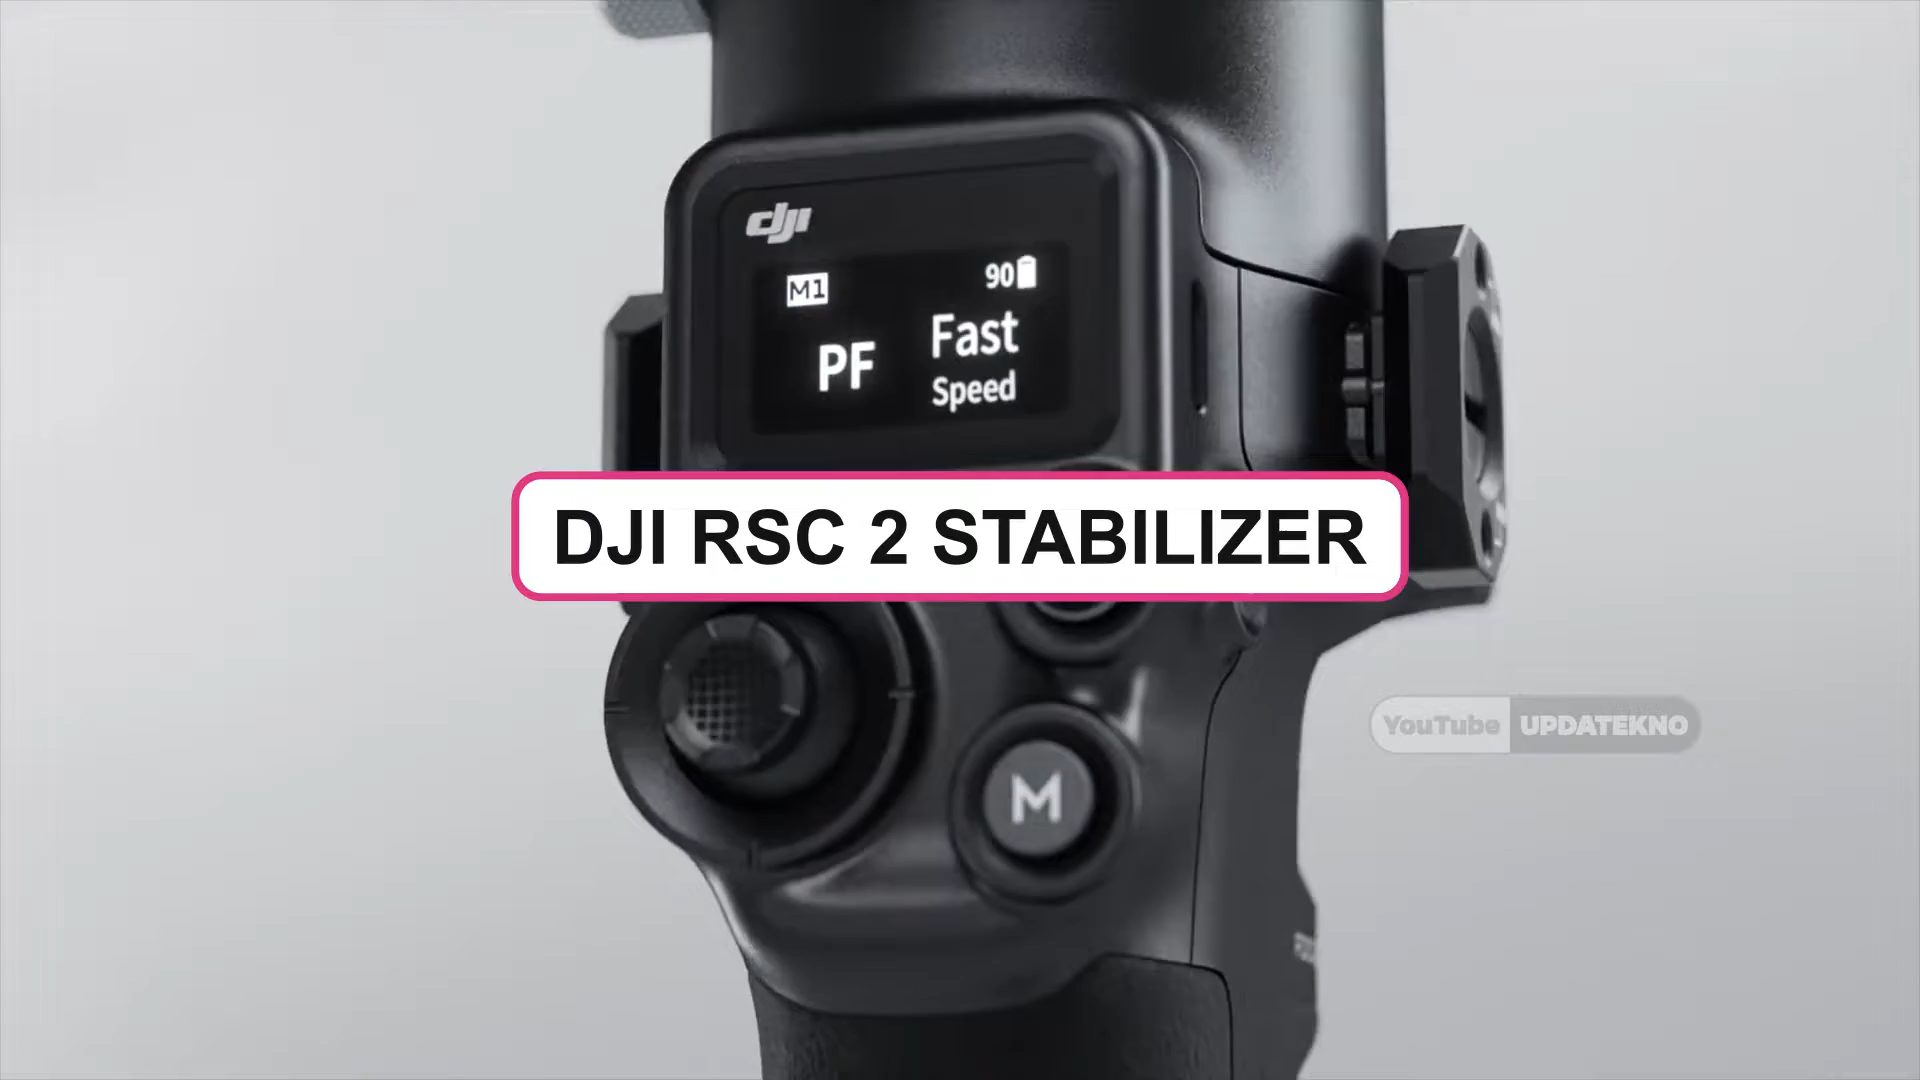 dji
M1
90
PF
Fast
Speed
DJI RSC 2 STABILIZER
YouTube UPDATEKNO
M